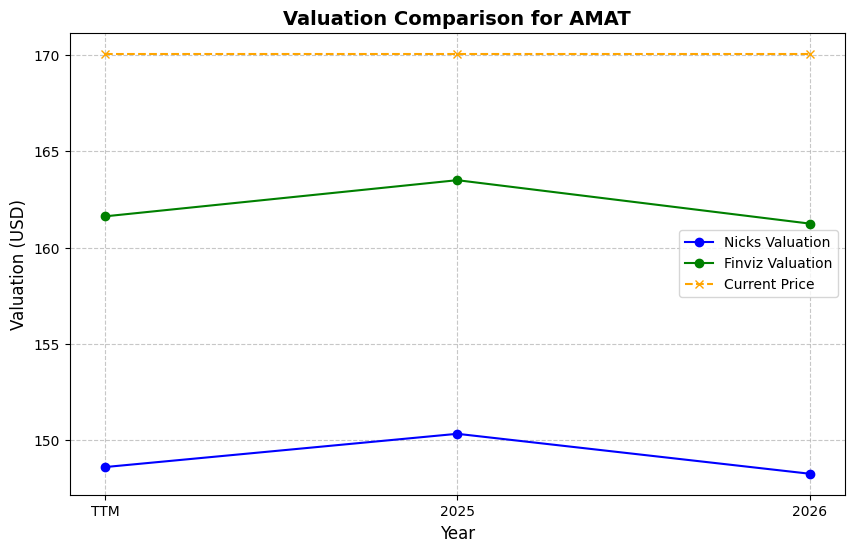 Valuation Comparison for AMAT
Valuation (USD)
170
165
160
155
150
Nicks Valuation
Finviz Valuation
Current Price
TTM
2025
2026
Year